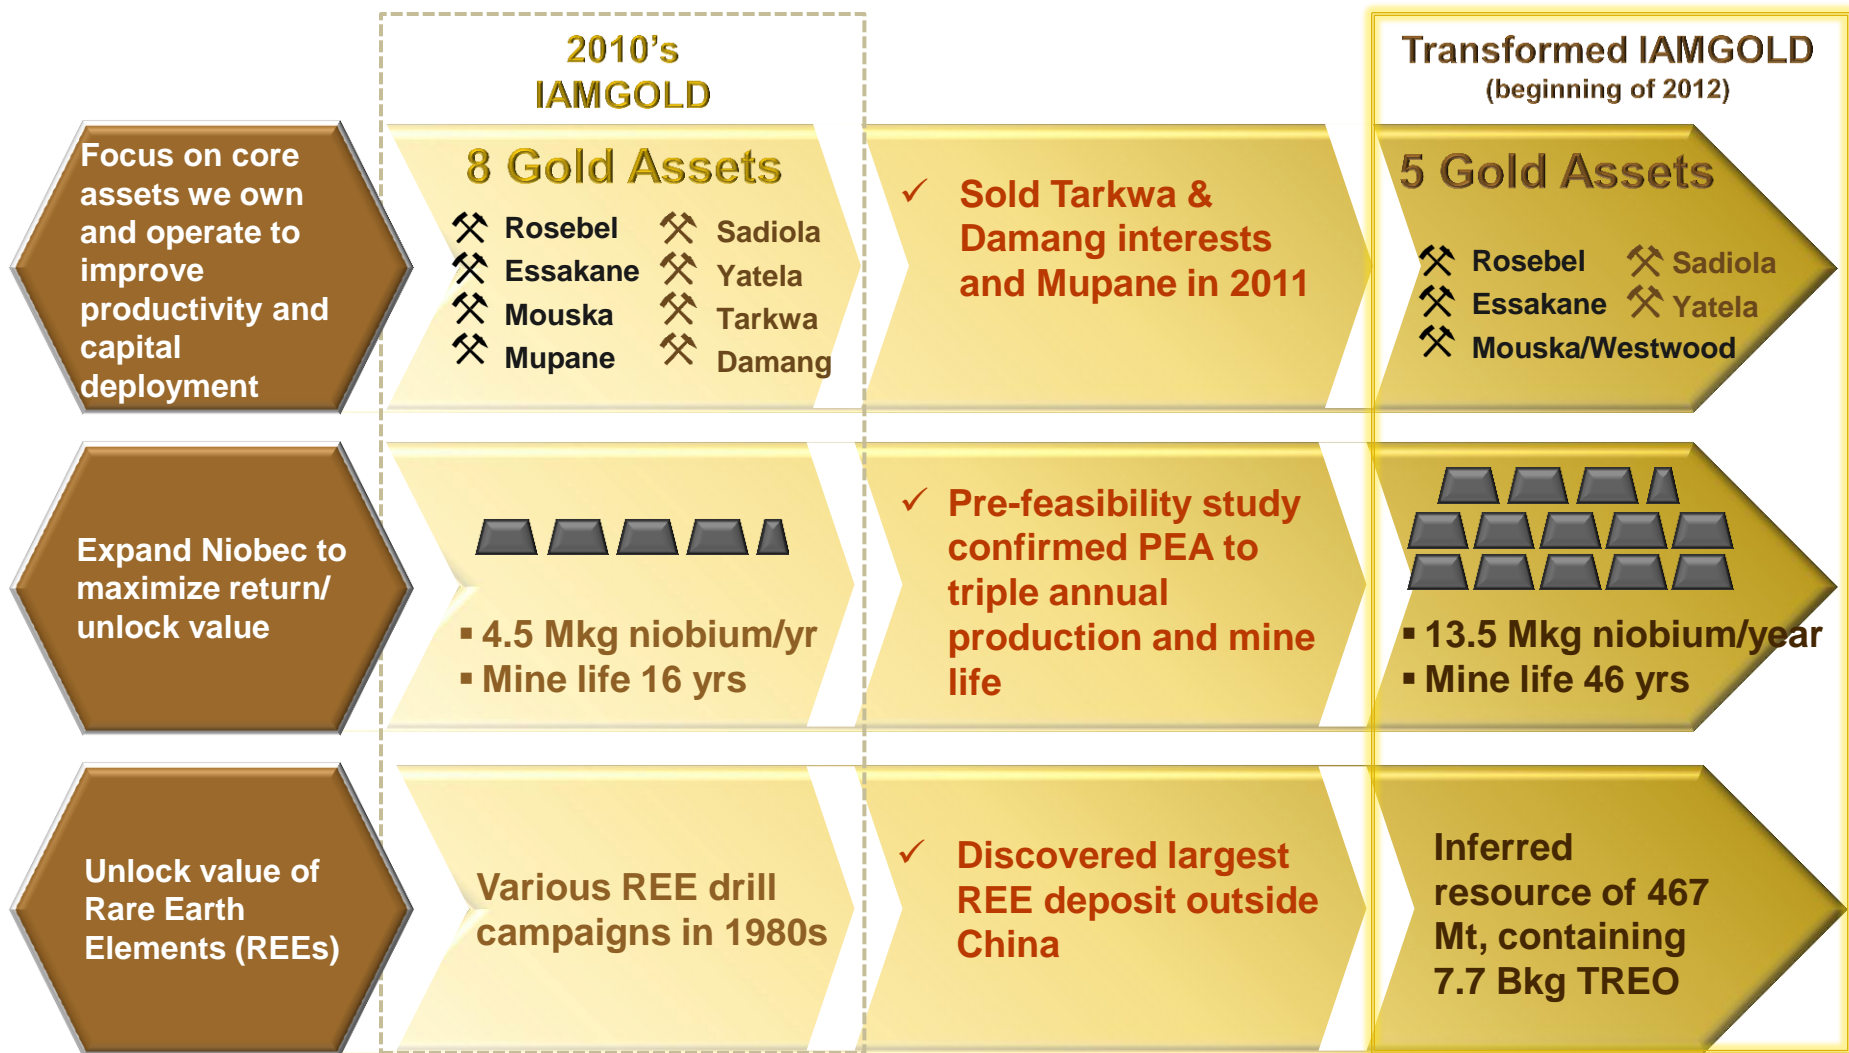 2010's
IAMGOLD
Transformed IAMGOLD
(beginning of 2012)
Focus on core
assets we own
and operate to
improve
productivity and
capital
deployment
8 Gold Assets
Rosebel
Essakane
Mouska
Mupane
Sadiola
Yatela
Tarkwa
Damang
✓ Sold Tarkwa &
Damang interests
and Mupane in 2011
5 Gold Assets
Rosebel
Essakane
Mouska/Westwood
Sadiola
Yatela
Expand Niobec to
maximize return/
unlock value
▪ 4.5 Mkg niobium/yr
▪ Mine life 16 yrs
✓ Pre-feasibility study
confirmed PEA to
triple annual
production and mine
life
▪ 13.5 Mkg niobium/year
▪ Mine life 46 yrs
Unlock value of
Rare Earth
Elements (REEs)
Various REE drill
campaigns in 1980s
✓ Discovered largest
REE deposit outside
China
Inferred
resource of 467
Mt, containing
7.7 Bkg TREO